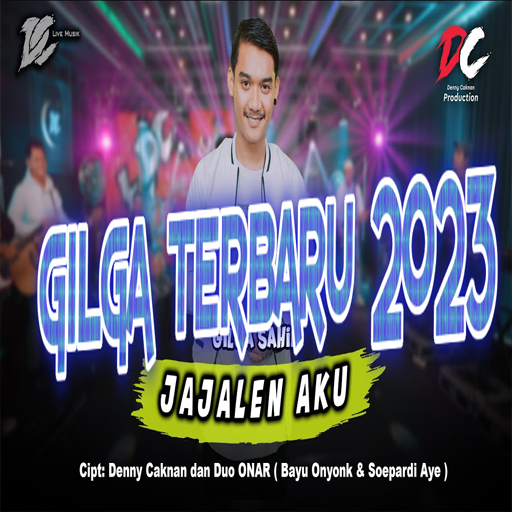 Live Musik
DC
Denny Caknan
Production
GILGA TERBARU 2023
JAJALEN AKU
Cipt: Denny Caknan dan Duo ONAR ( Bayu Onyonk & Soepardi Aye )